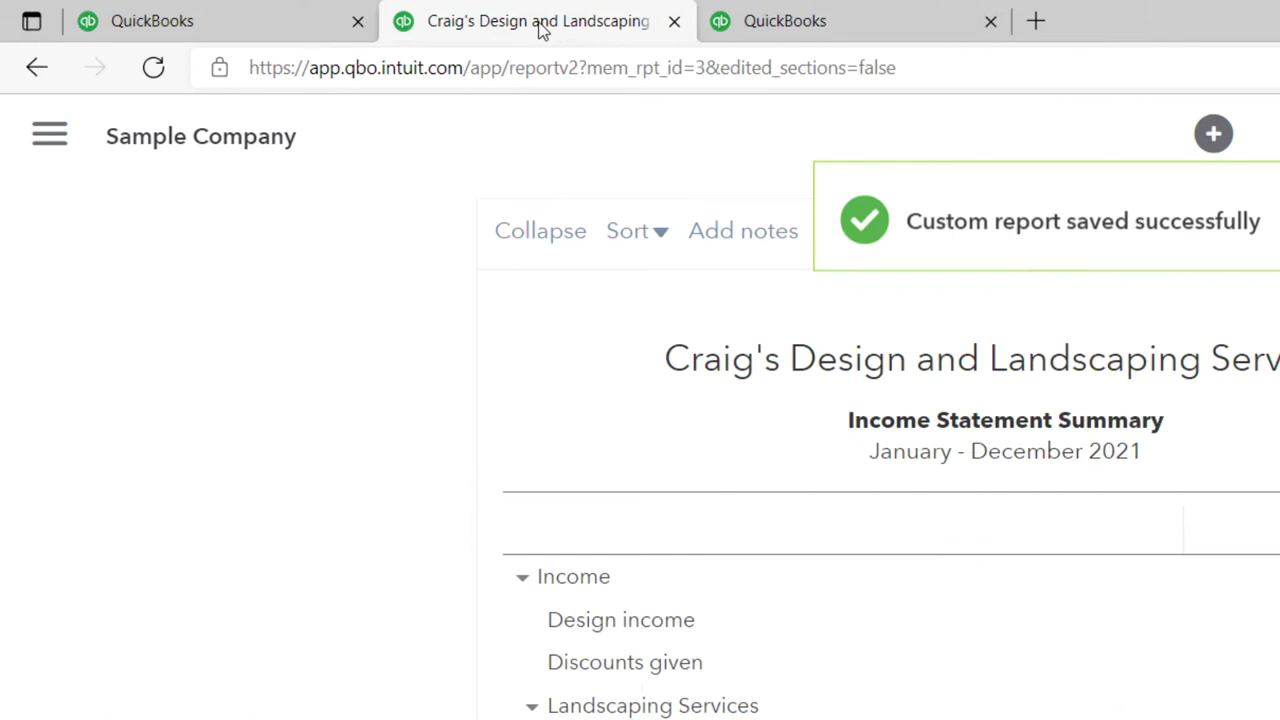 QuickBooks
Craig's Design and Landscaping
QuickBooks
https://app.qbo.intuit.com/app/reportv2?mem_rpt_id=3&edited_sections=false
Sample Company
Custom report saved successfully
Collapse Sort Add notes
Craig's Design and Landscaping Serv
Income Statement Summary
January - December 2021
Income
Design income
Discounts given
Landscaping Services